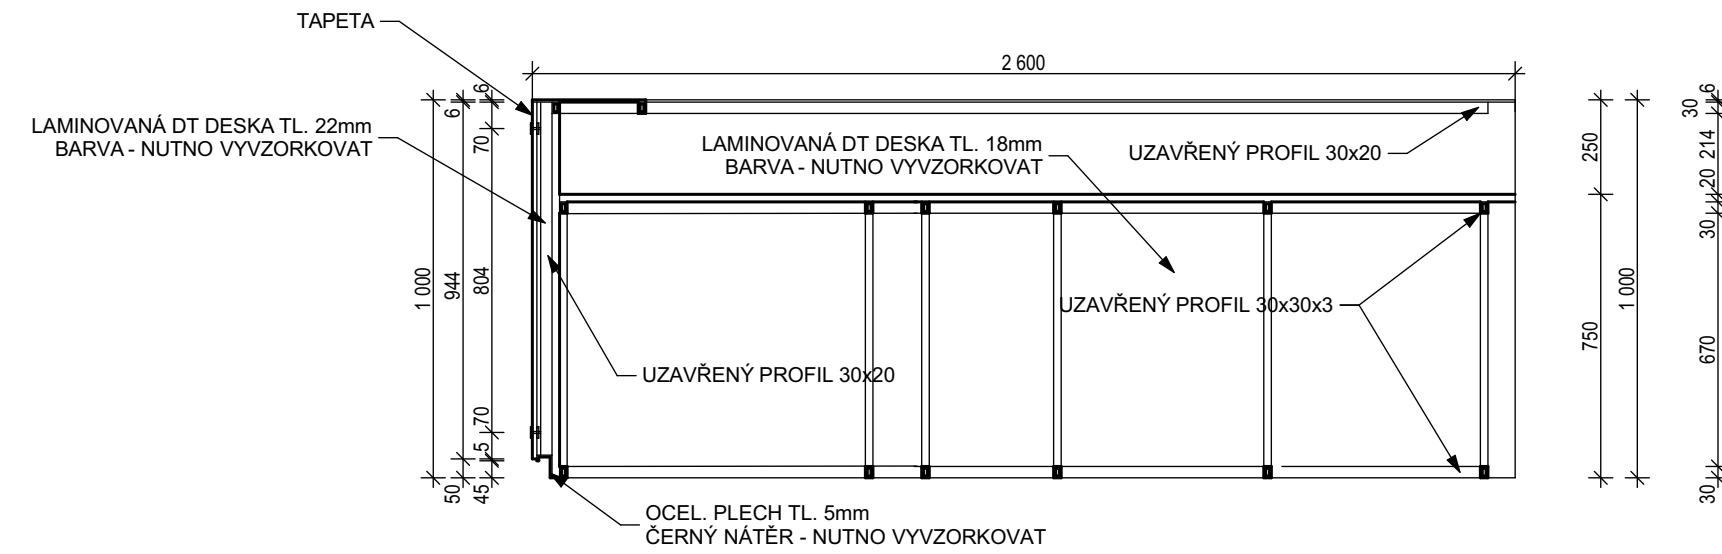 TAPETA
2 600
LAMINOVANÁ DT DESKA TL. 22mm
BARVA - NUTNO VYVZORKOVAT
LAMINOVANÁ DT DESKA TL. 18mm
BARVA - NUTNO VYVZORKOVAT
UZAVŘENÝ PROFIL 30x20
UZAVŘENÝ PROFIL 30x30x3
UZAVŘENÝ PROFIL 30x20
OCEL. PLECH TL. 5mm
ČERNÝ NÁTĚR - NUTNO VYVZORKOVAT
1 000
6
944
50
6
70
804
70
5
45
250
750
1 000
6
30
214
20
30
670
30